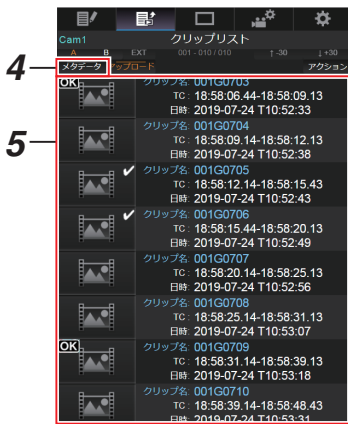 Cam1 クリップリスト
A B EXT 001 - 010 / 010 ↑ -30 ↓+30
4 メタデータ アップロード アクション
5
OK クリップ名: 001G0703
TC: 18:58:06.44-18:58:09.13
日時: 2019-07-24 T10:52:33
クリップ名: 001G0704
TC: 18:58:09.14-18:58:12.13
日時: 2019-07-24 T10:52:38
クリップ名: 001G0705
TC: 18:58:12.14-18:58:15.43
日時: 2019-07-24 T10:52:43
クリップ名: 001G0706
TC: 18:58:15.44-18:58:20.13
日時: 2019-07-24 T10:52:49
クリップ名: 001G0707
TC: 18:58:20.14-18:58:25.13
日時: 2019-07-24 T10:52:56
クリップ名: 001G0708
TC: 18:58:25.14-18:58:31.13
日時: 2019-07-24 T10:53:07
OK クリップ名: 001G0709
TC: 18:58:31.14-18:58:39.13
日時: 2019-07-24 T10:53:18
クリップ名: 001G0710
TC: 18:58:39.14-18:58:48.43
日時: 2019-07-24 T10:53:31